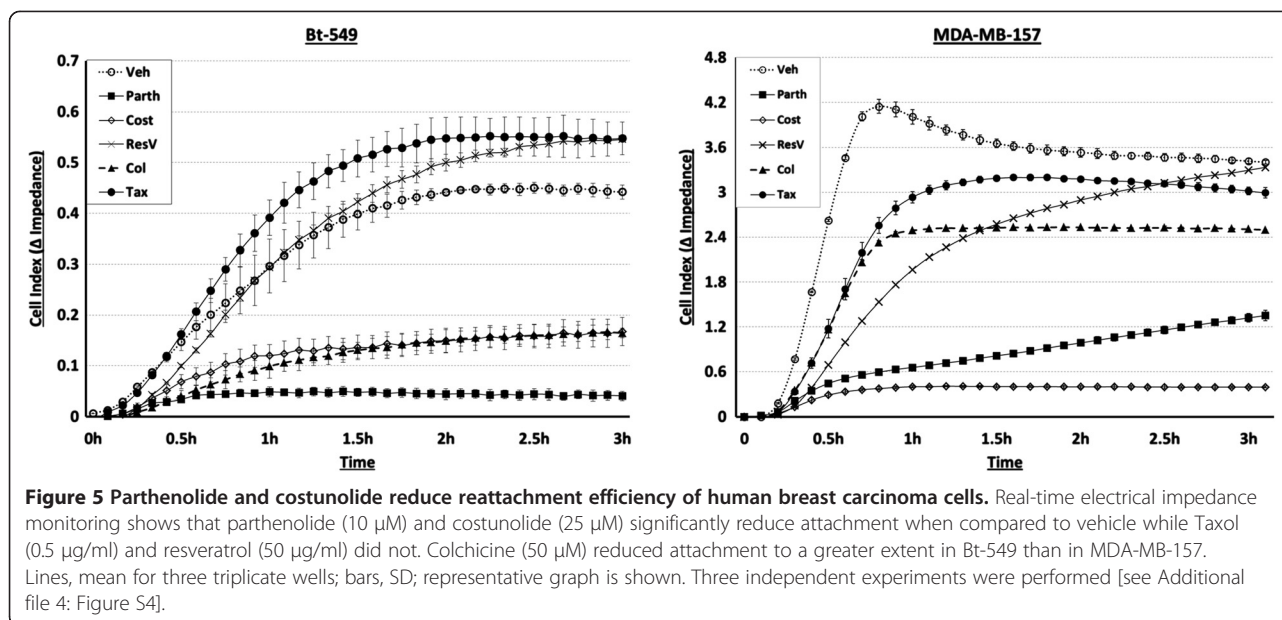 Bt-549
Veh
Parth
Cost
ResV
Col
Tax
Cell Index (Δ Impedance)
0.7
0.6
0.5
0.4
0.3
0.2
0.1
0
0h
0.5h
1h
1.5h
2h
2.5h
3h
Time
MDA-MB-157
Veh
Parth
Cost
ResV
Col
Tax
Cell Index (Δ Impedance)
4.8
4.2
3.6
3
2.4
1.8
1.2
0.6
0
0
0.5h
1h
1.5h
2h
2.5h
3h
Time
Figure 5 Parthenolide and costunolide reduce reattachment efficiency of human breast carcinoma cells. Real-time electrical impedance
monitoring shows that parthenolide (10 μM) and costunolide (25 μM) significantly reduce attachment when compared to vehicle while Taxol
(0.5 μg/ml) and resveratrol (50 μg/ml) did not. Colchicine (50 μM) reduced attachment to a greater extent in Bt-549 than in MDA-MB-157.
Lines, mean for three triplicate wells; bars, SD; representative graph is shown. Three independent experiments were performed [see Additional
file 4: Figure S4].